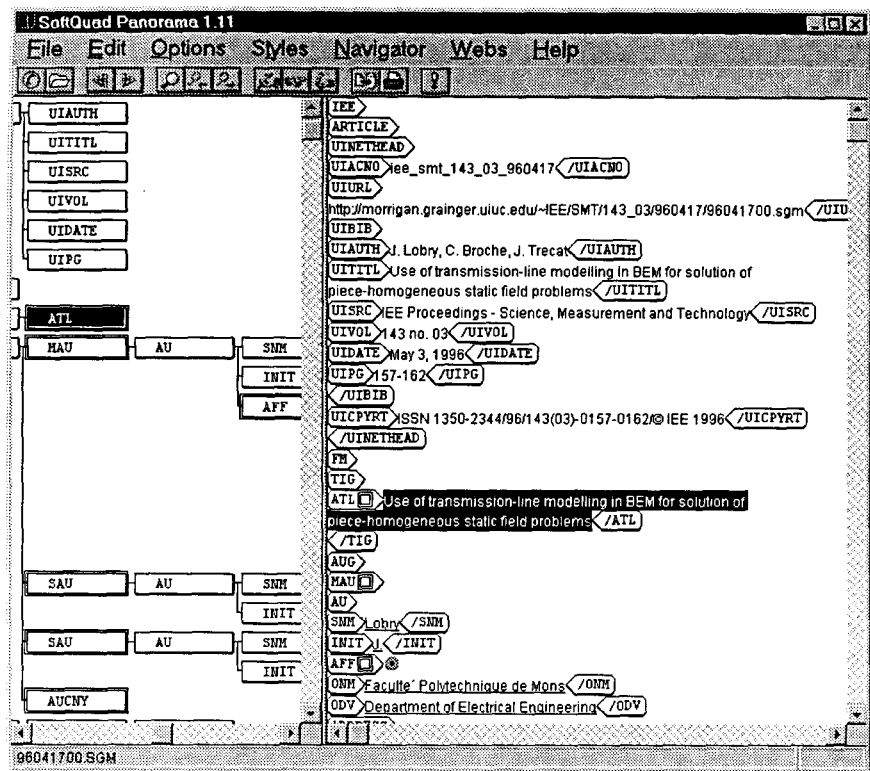 SoftQuad Panorama 1.11
File Edit Options Styles Navigator Webs Help
UIAUTH
UITITL
UISRC
UIVOL
UIDATE
UIPG
ATL
MAU AU SNM
INIT
AFF
SAU AU SNM
INIT
SAU AU SNM
INIT
AUCNY
IEE
ARTICLE
UINETHEAD
UIACNO iee_smt_143_03_960417 /UIACNO
UIURL
http://morrigan.grainger.uiuc.edu/~IEE/SMT/143_03/960417/96041700.sgm /UIU
UIBIB
UIAUTH J. Lobry, C. Broche, J. Trecat /UIAUTH
UITITL Use of transmission-line modelling in BEM for solution of
piece-homogeneous static field problems /UITITL
UISRC IEE Proceedings - Science, Measurement and Technology /UISRC
UIVOL 143 no. 03 /UIVOL
UIDATE May 3, 1996 /UIDATE
UIPG 157-162 /UIPG
/UIBIB
UICPYRT ISSN 1350-2344/96/143(03)-0157-0162/© IEE 1996 /UICPYRT
/UINETHEAD
FM
TIG
ATL Use of transmission-line modelling in BEM for solution of
piece-homogeneous static field problems /ATL
/TIG
AUG
MAU
AU
SNM Lobry /SNM
INIT J. /INIT
AFF
ONM Faculte´ Polytechnique de Mons /ONM
ODV Department of Electrical Engineering /ODV
96041700.SGM